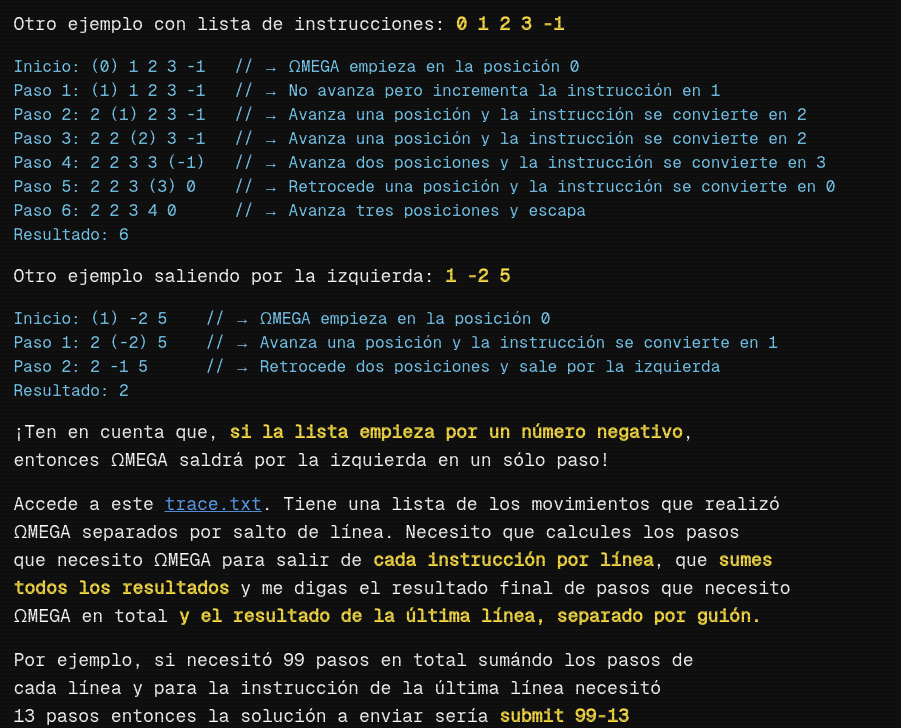 Otro ejemplo con lista de instrucciones: 0 1 2 3 -1
Inicio: (0) 1 2 3 -1   // → ΩMEGA empieza en la posición 0
Paso 1: (1) 1 2 3 -1   // → No avanza pero incrementa la instrucción en 1
Paso 2: 2 (1) 2 3 -1   // → Avanza una posición y la instrucción se convierte en 2
Paso 3: 2 2 (2) 3 -1   // → Avanza una posición y la instrucción se convierte en 2
Paso 4: 2 2 3 3 (-1)   // → Avanza dos posiciones y la instrucción se convierte en 3
Paso 5: 2 2 3 (3) 0    // → Retrocede una posición y la instrucción se convierte en 0
Paso 6: 2 2 3 4 0      // → Avanza tres posiciones y escapa
Resultado: 6
Otro ejemplo saliendo por la izquierda: 1 -2 5
Inicio: (1) -2 5    // → ΩMEGA empieza en la posición 0
Paso 1: 2 (-2) 5    // → Avanza una posición y la instrucción se convierte en 1
Paso 2: 2 -1 5      // → Retrocede dos posiciones y sale por la izquierda
Resultado: 2
¡Ten en cuenta que, si la lista empieza por un número negativo,
entonces ΩMEGA saldrá por la izquierda en un sólo paso!
Accede a este trace.txt. Tiene una lista de los movimientos que realizó
ΩMEGA separados por salto de línea. Necesito que calcules los pasos
que necesito ΩMEGA para salir de cada instrucción por línea, que sumes
todos los resultados y me digas el resultado final de pasos que necesito
ΩMEGA en total y el resultado de la última línea, separado por guión.
Por ejemplo, si necesitó 99 pasos en total sumándo los pasos de
cada línea y para la instrucción de la última línea necesitó
13 pasos entonces la solución a enviar sería submit 99-13